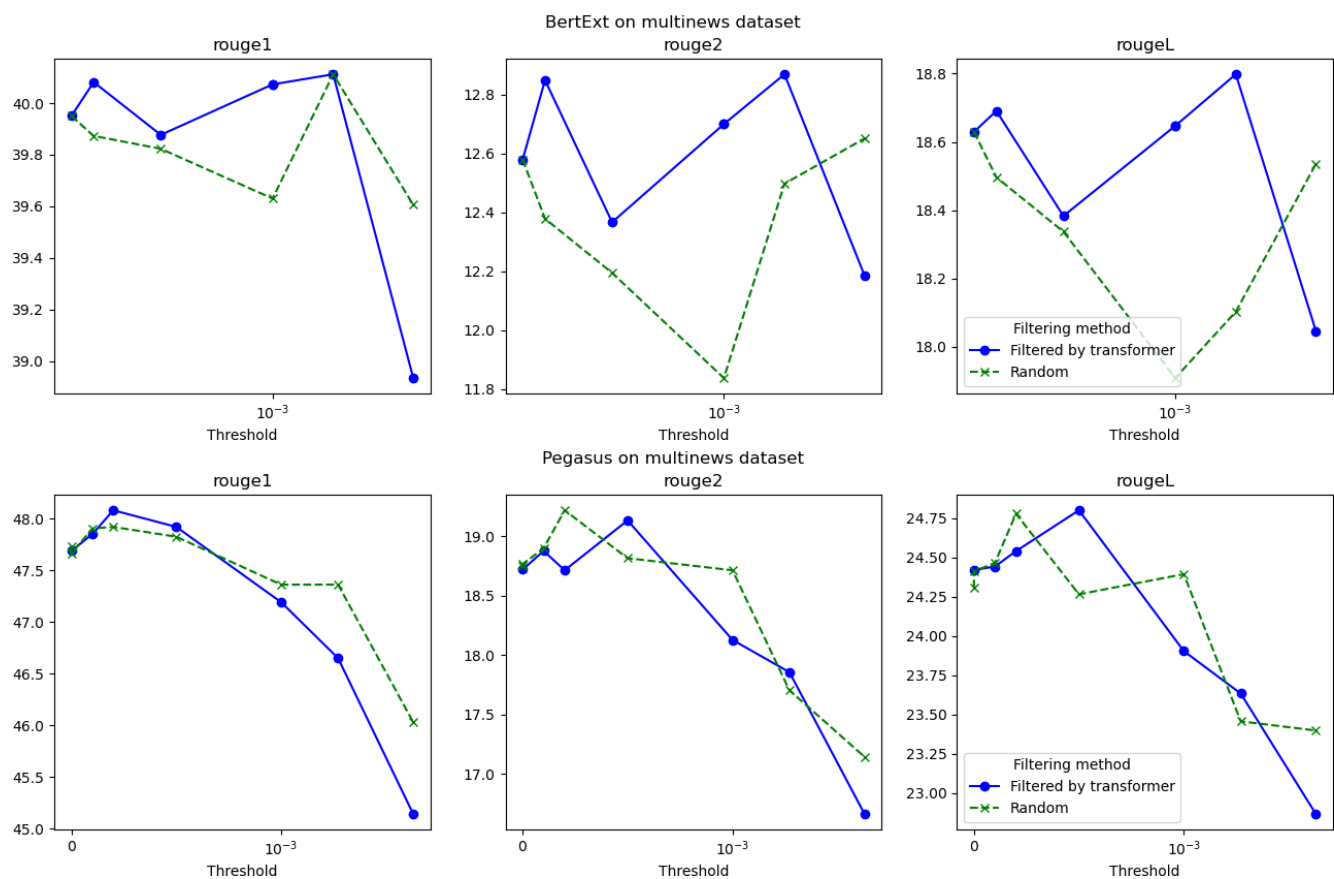 BertExt on multinews dataset
rouge1
rouge2
rougeL
40.0
39.8
39.6
39.4
39.2
39.0
12.8
12.6
12.4
12.2
12.0
11.8
18.8
18.6
18.4
18.2
18.0
Filtering method
Filtered by transformer
Random
10⁻³
10⁻³
10⁻³
Threshold
Threshold
Threshold
Pegasus on multinews dataset
rouge1
rouge2
rougeL
48.0
47.5
47.0
46.5
46.0
45.5
45.0
19.0
18.5
18.0
17.5
17.0
24.75
24.50
24.25
24.00
23.75
23.50
23.25
23.00
Filtering method
Filtered by transformer
Random
0
10⁻³
0
10⁻³
0
10⁻³
Threshold
Threshold
Threshold